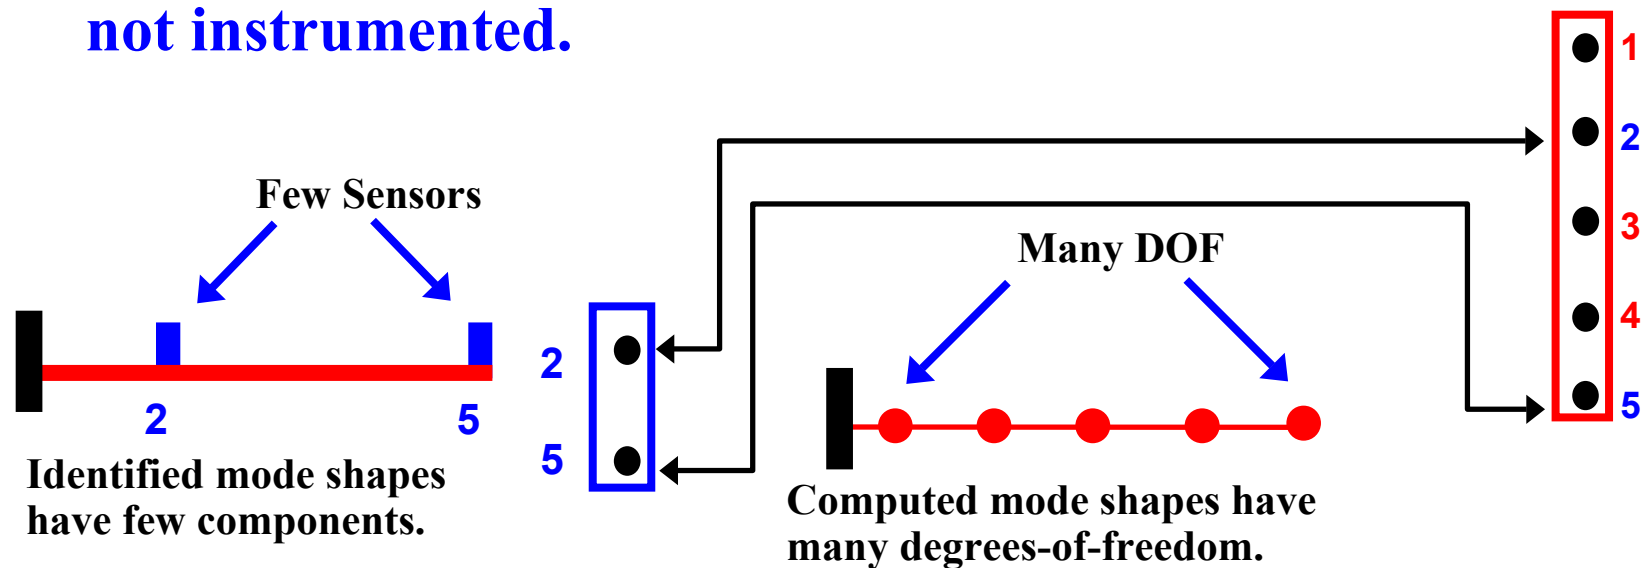 not instrumented.
1
2
Few Sensors
3
Many DOF
4
2
5
2
5
5
Identified mode shapes
have few components.
Computed mode shapes have
many degrees-of-freedom.